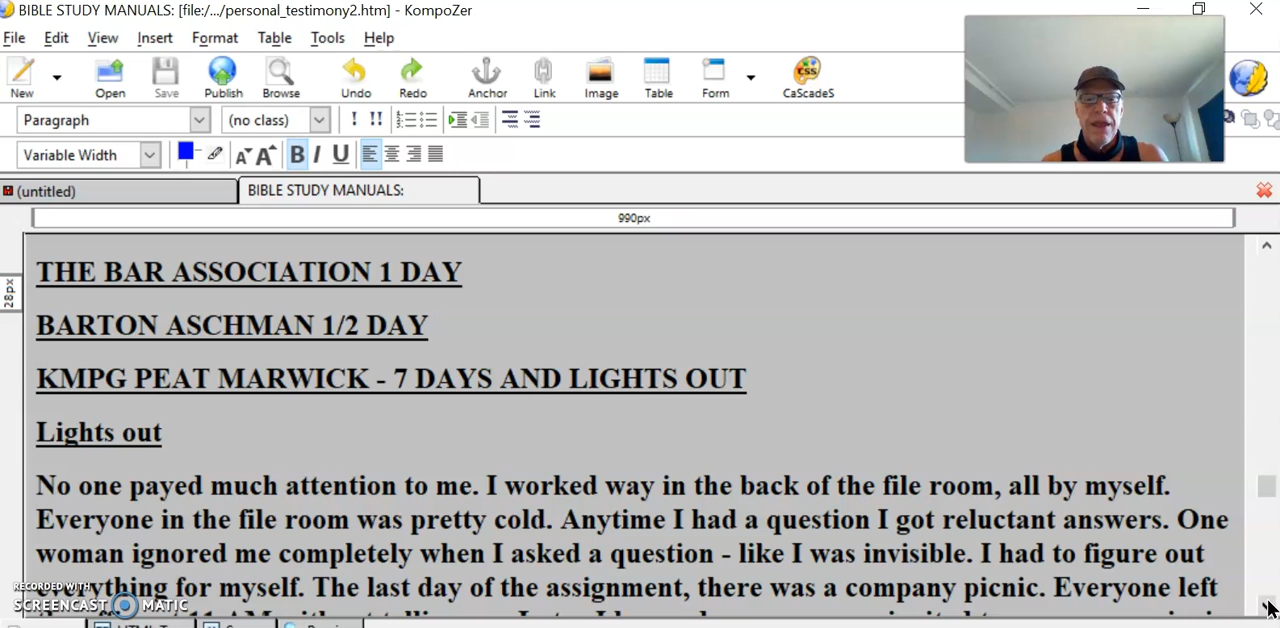 BIBLE STUDY MANUALS: [file:/.../personal_testimony2.htm] - KompoZer
File Edit View Insert Format Table Tools Help
New Open Save Publish Browse Undo Redo Anchor Link Image Table Form CaScadeS
Paragraph (no class)
Variable Width A A B I U
(untitled) BIBLE STUDY MANUALS:
990px
28px
THE BAR ASSOCIATION 1 DAY
BARTON ASCHMAN 1/2 DAY
KMPG PEAT MARWICK - 7 DAYS AND LIGHTS OUT
Lights out
No one payed much attention to me. I worked way in the back of the file room, all by myself.
Everyone in the file room was pretty cold. Anytime I had a question I got reluctant answers. One
woman ignored me completely when I asked a question - like I was invisible. I had to figure out
everything for myself. The last day of the assignment, there was a company picnic. Everyone left
RECORDED WITH
SCREENCAST MATIC